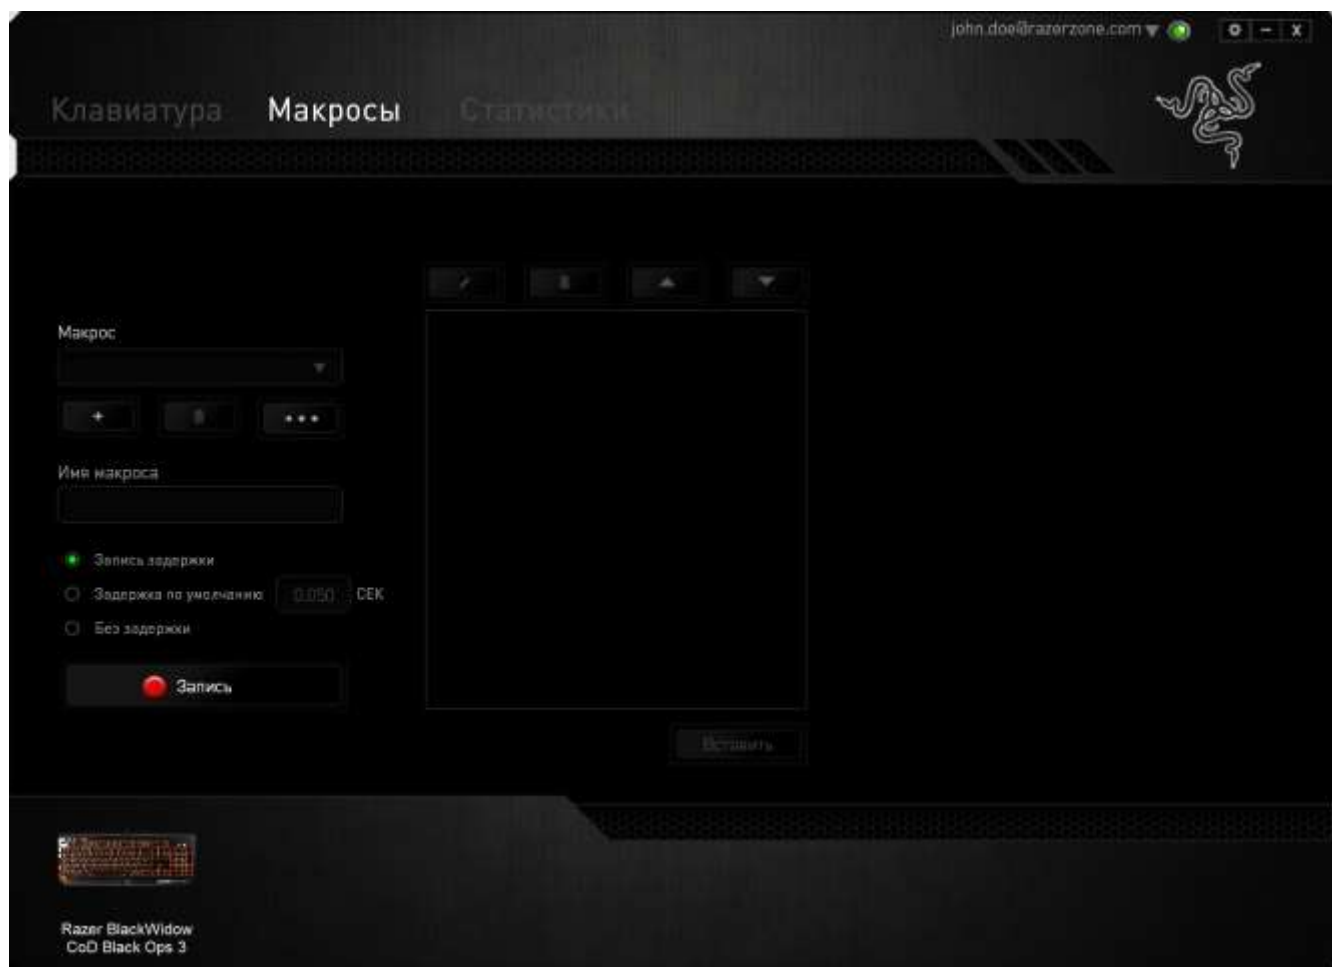 john.doe@razerzone.com
Клавиатура Макросы Статистики
Макрос
Имя макроса
Запись задержки
Задержка по умолчанию 0.050 СЕК
Без задержки
Запись
Вставить
Razer BlackWidow
CoD Black Ops 3